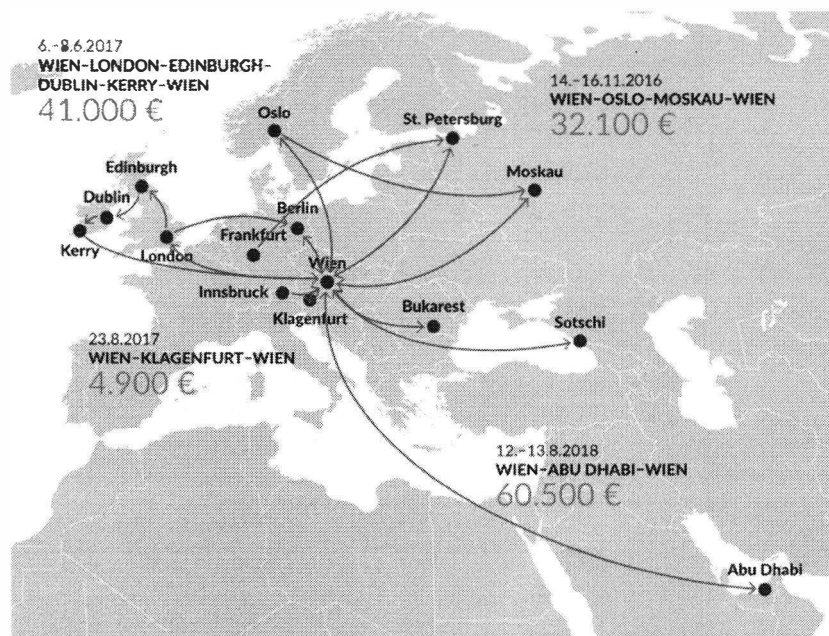 6.-8.6.2017
WIEN-LONDON-EDINBURGH-
DUBLIN-KERRY-WIEN
41.000 €
14.-16.11.2016
WIEN-OSLO-MOSKAU-WIEN
32.100 €
Oslo
St. Petersburg
Moskau
Edinburgh
Dublin
Berlin
Kerry
London
Frankfurt
Wien
Innsbruck
Klagenfurt
Bukarest
Sotschi
23.8.2017
WIEN-KLAGENFURT-WIEN
4.900 €
12.-13.8.2018
WIEN-ABU DHABI-WIEN
60.500 €
Abu Dhabi